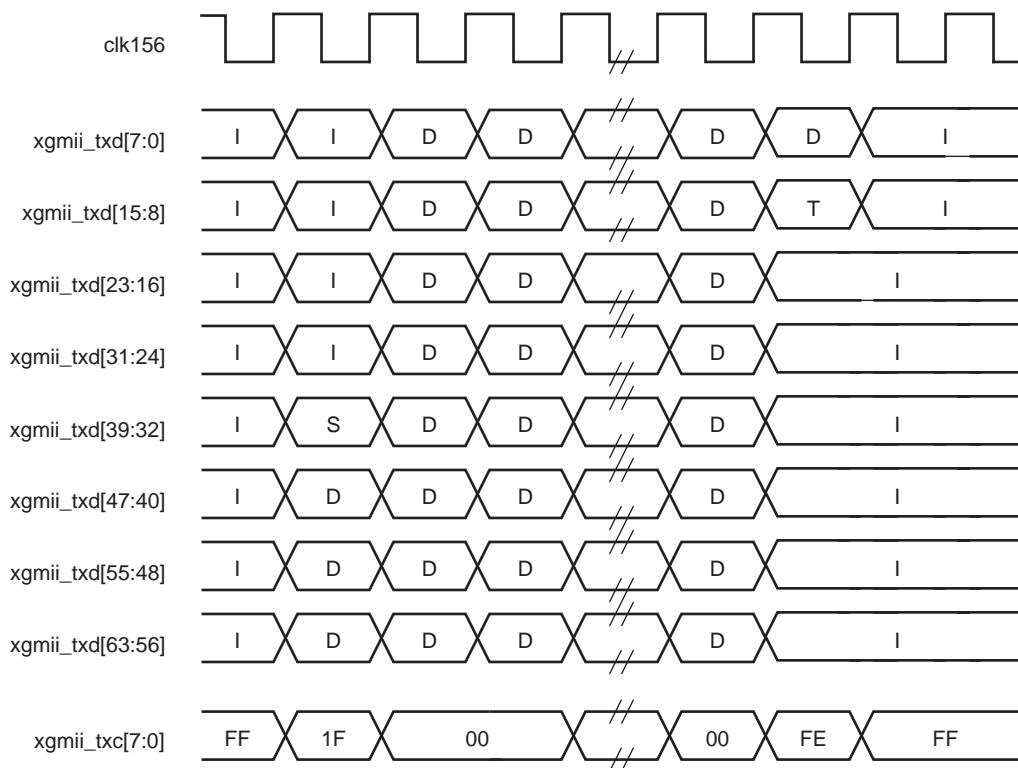 clk156
xgmii_txd[7:0] I I D D D D I
xgmii_txd[15:8] I I D D D T I
xgmii_txd[23:16] I I D D D I
xgmii_txd[31:24] I I D D D I
xgmii_txd[39:32] I S D D D I
xgmii_txd[47:40] I D D D D I
xgmii_txd[55:48] I D D D D I
xgmii_txd[63:56] I D D D D I
xgmii_txc[7:0] FF 1F 00 00 FE FF